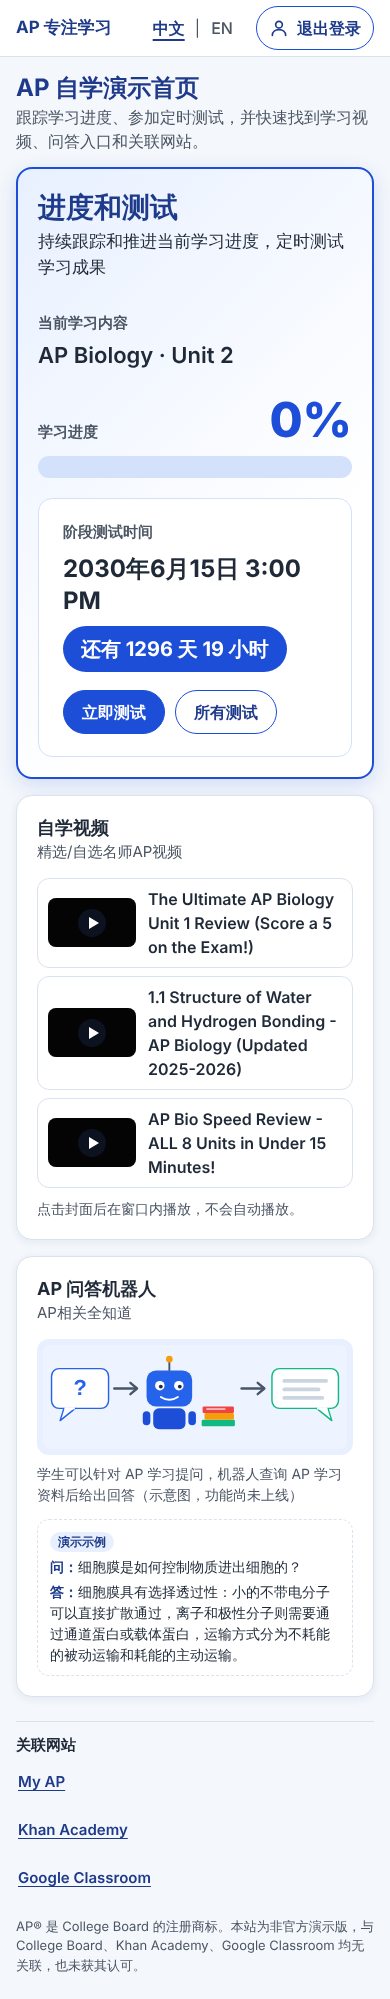 AP 专注学习
中文 | EN
退出登录
AP 自学演示首页
跟踪学习进度、参加定时测试，并快速找到学习视
频、问答入口和关联网站。
进度和测试
持续跟踪和推进当前学习进度，定时测试
学习成果
当前学习内容
AP Biology · Unit 2
学习进度
0%
阶段测试时间
2030年6月15日 3:00
PM
还有 1296 天 19 小时
立即测试
所有测试
自学视频
精选/自选名师AP视频
The Ultimate AP Biology
Unit 1 Review (Score a 5
on the Exam!)
1.1 Structure of Water
and Hydrogen Bonding -
AP Biology (Updated
2025-2026)
AP Bio Speed Review -
ALL 8 Units in Under 15
Minutes!
点击封面后在窗口内播放，不会自动播放。
AP 问答机器人
AP相关全知道
?
学生可以针对 AP 学习提问，机器人查询 AP 学习
资料后给出回答（示意图，功能尚未上线）
演示示例
问：细胞膜是如何控制物质进出细胞的？
答：细胞膜具有选择透过性：小的不带电分子
可以直接扩散通过，离子和极性分子则需要通
过通道蛋白或载体蛋白，运输方式分为不耗能
的被动运输和耗能的主动运输。
关联网站
My AP
Khan Academy
Google Classroom
AP® 是 College Board 的注册商标。本站为非官方演示版，与
College Board、Khan Academy、Google Classroom 均无
关联，也未获其认可。